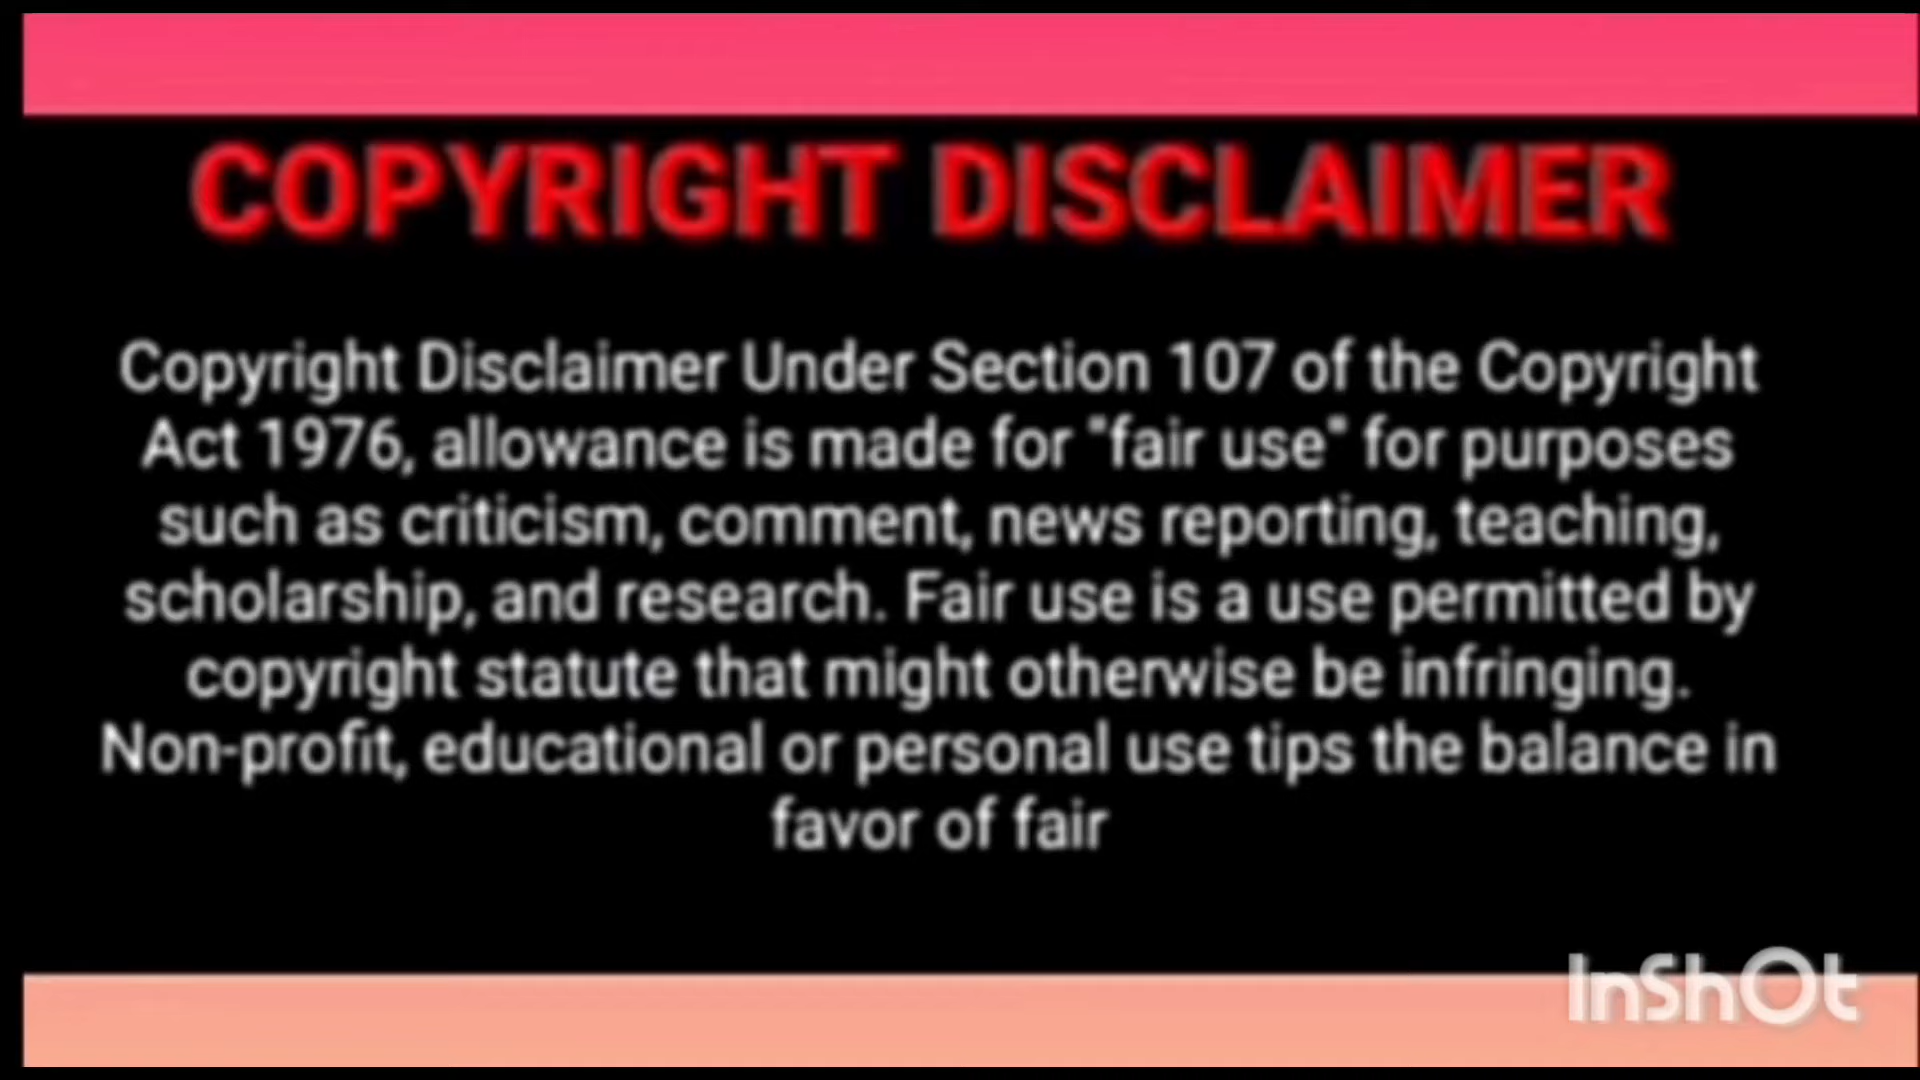 COPYRIGHT DISCLAIMER
Copyright Disclaimer Under Section 107 of the Copyright
Act 1976, allowance is made for "fair use" for purposes
such as criticism, comment, news reporting, teaching,
scholarship, and research. Fair use is a use permitted by
copyright statute that might otherwise be infringing.
Non-profit, educational or personal use tips the balance in
favor of fair
InShOt